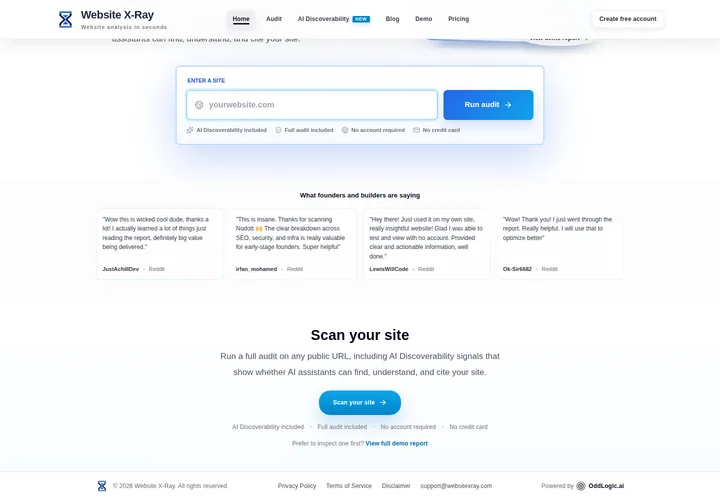 Website X-Ray
Website analysis in seconds
Home
Audit
AI Discoverability NEW
Blog
Demo
Pricing
Create free account
assistants can find, understand, and cite your site.
View demo report
ENTER A SITE
yourwebsite.com
Run audit →
AI Discoverability included
Full audit included
No account required
No credit card
What founders and builders are saying
"Wow this is wicked cool dude, thanks a
lot! I actually learned a lot of things just
reading the report, definitely big value
being delivered."
JustAchillDev · Reddit
"This is insane. Thanks for scanning
Nodott 🙌 The clear breakdown across
SEO, security, and infra is really valuable
for early-stage founders. Super helpful"
irfan_mohamed · Reddit
"Hey there! Just used it on my own site,
really insightful website! Glad I was able to
test and view with no account. Provided
clear and actionable information, well
done."
LewisWillCode · Reddit
"Wow! Thank you! I just went through the
report. Really helpful. I will use that to
optimize better!"
Ok-Sir6682 · Reddit
Scan your site
Run a full audit on any public URL, including AI Discoverability signals that
show whether AI assistants can find, understand, and cite your site.
Scan your site →
AI Discoverability included · Full audit included · No account required · No credit card
Prefer to inspect one first? View full demo report
© 2026 Website X-Ray. All rights reserved.
Privacy Policy
Terms of Service
Disclaimer
support@websitexray.com
Powered by OddLogic.ai